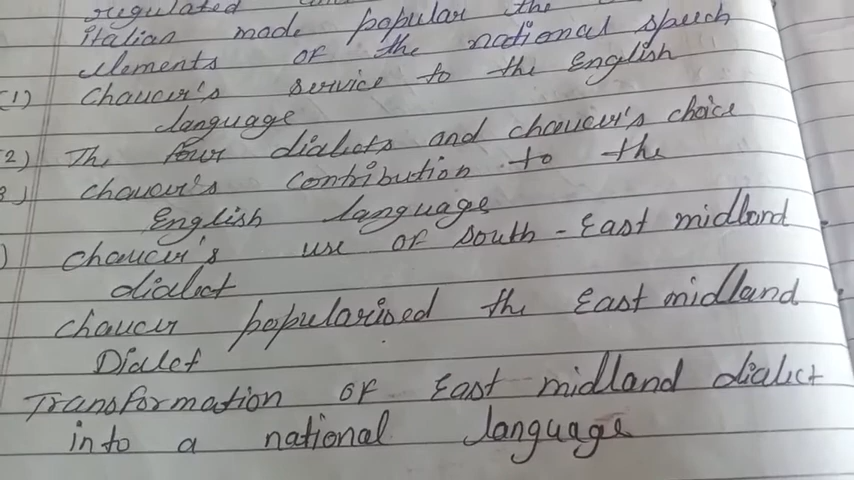 regulated
italian made popular the
elements of the national speech
(1) Chaucer's service to the English
language
2) The four dialects and chaucer's choice
3) chaucer's contribution to the
English language
) chaucer's use of south-East midland
dialect
chaucer popularised the East midland
Dialet
Transformation of East midland dialect
into a national language